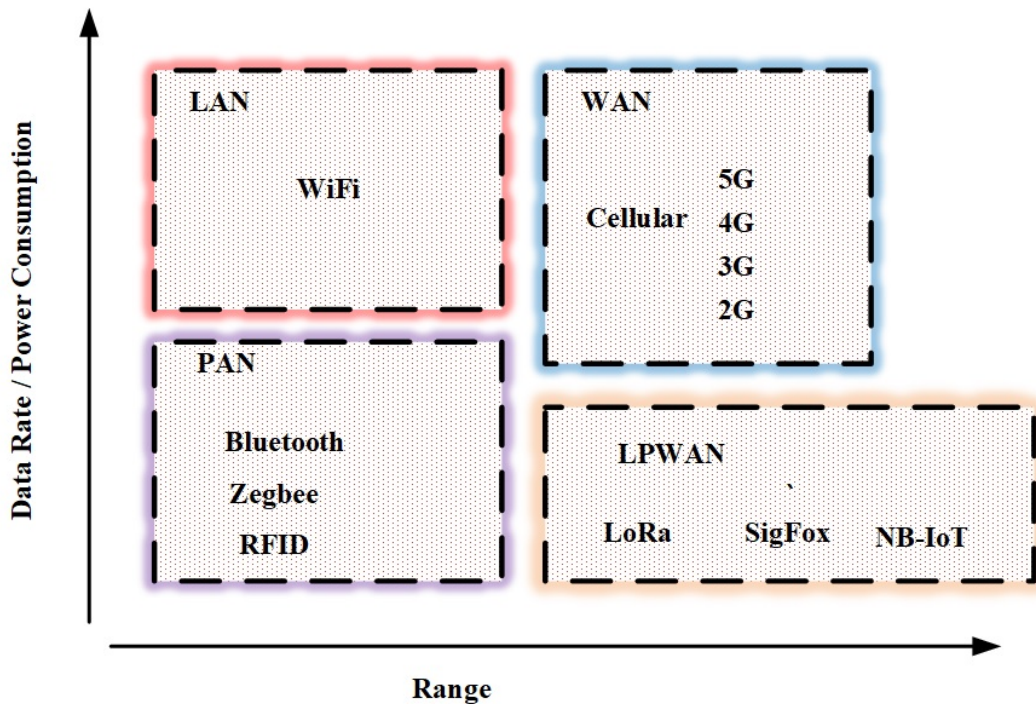 Data Rate / Power Consumption
LAN
WiFi
WAN
Cellular
5G
4G
3G
2G
PAN
Bluetooth
Zegbee
RFID
LPWAN
`
LoRa SigFox NB-IoT
Range